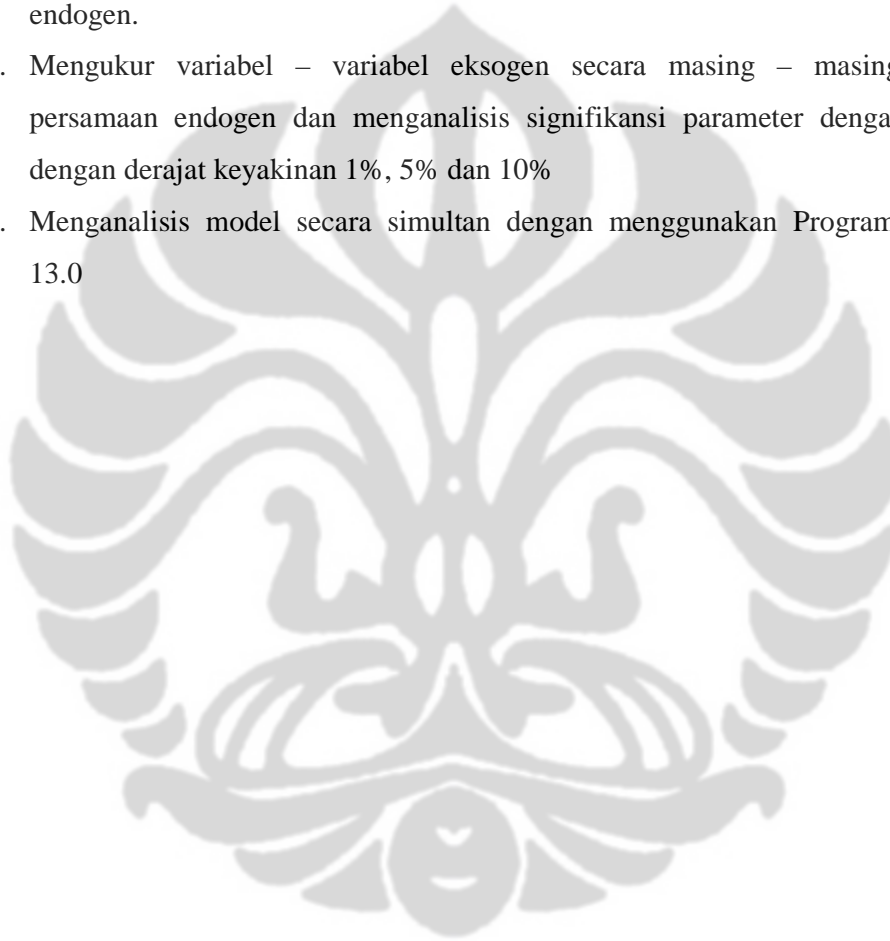 endogen.
. Mengukur variabel – variabel eksogen secara masing – masing
persamaan endogen dan menganalisis signifikansi parameter denga
dengan derajat keyakinan 1%, 5% dan 10%
. Menganalisis model secara simultan dengan menggunakan Program
13.0